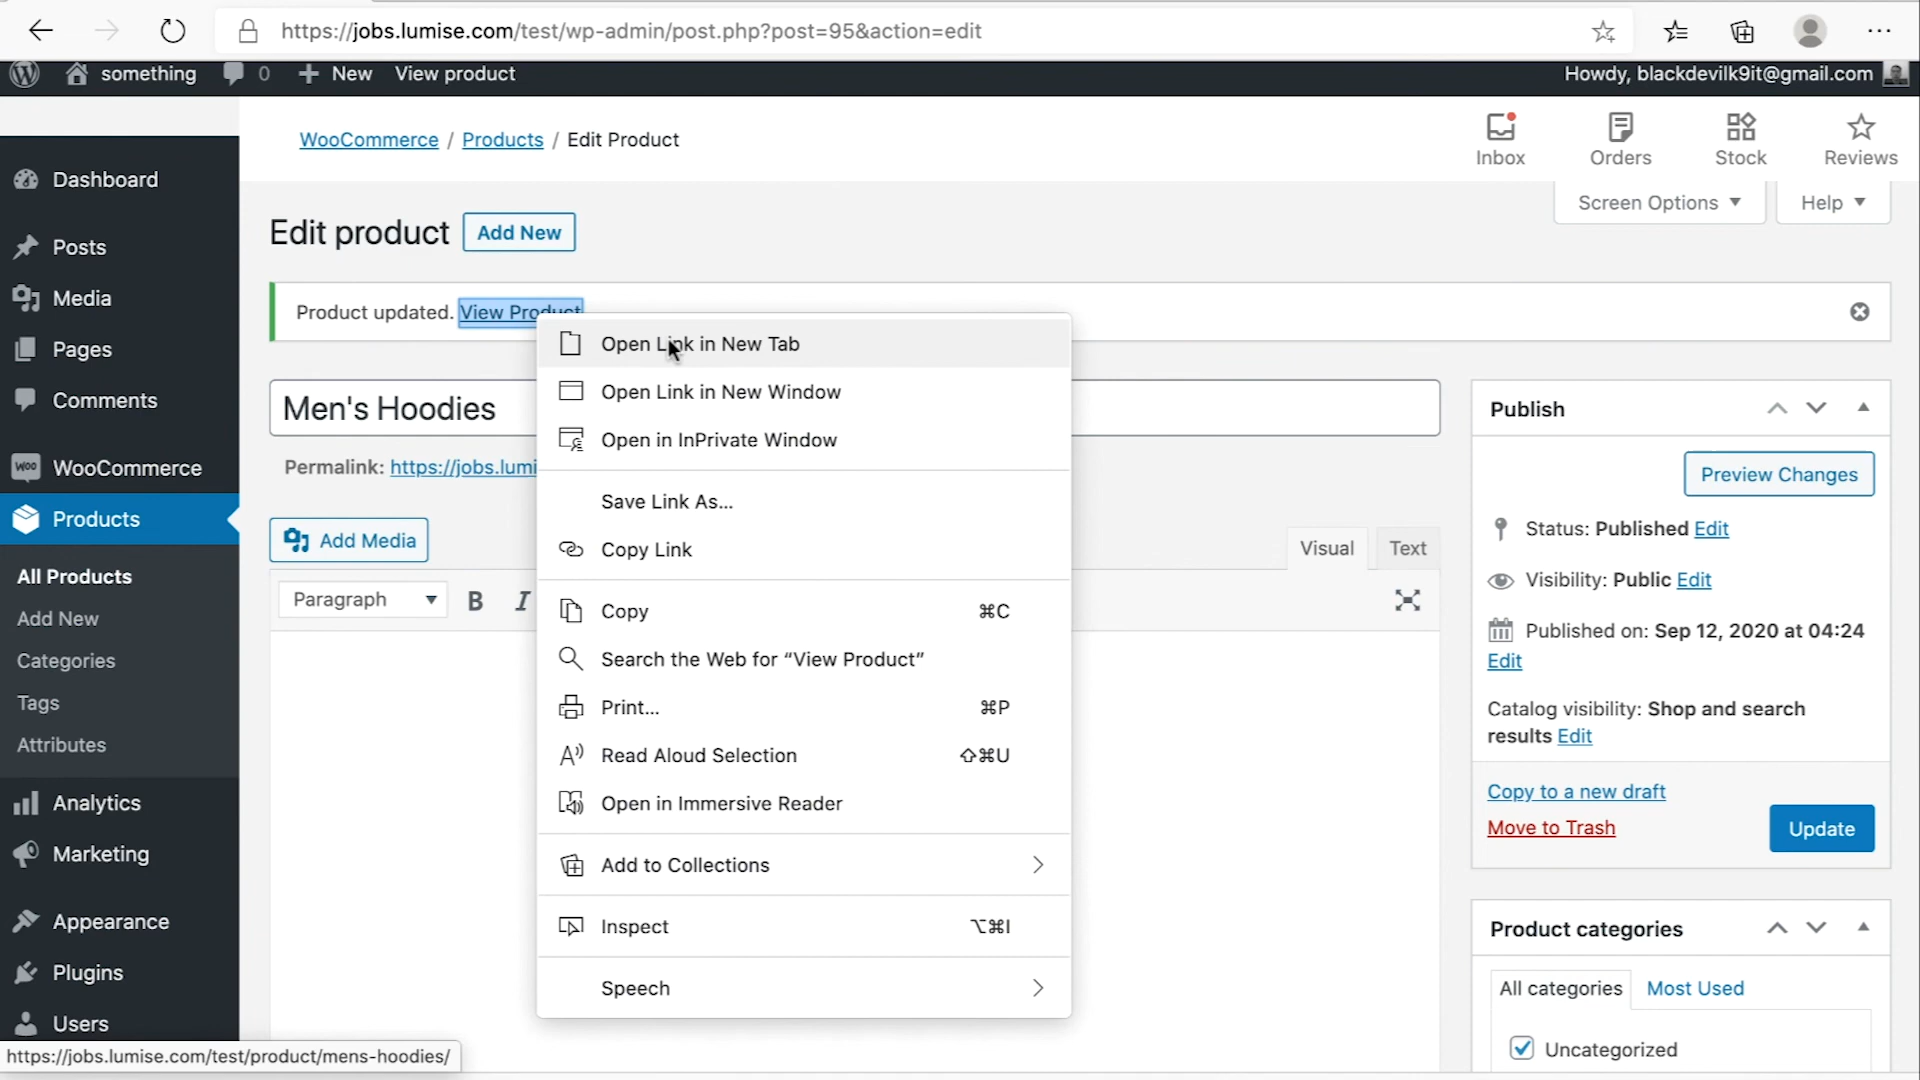 https://jobs.lumise.com/test/wp-admin/post.php?post=95&action=edit
something 0 New View product Howdy, blackdevilk9it@gmail.com
WooCommerce / Products / Edit Product
Inbox Orders Stock Reviews
Screen Options Help
Edit product Add New
Product updated. View Product
Men's Hoodies
Permalink: https://jobs.lumi
Add Media
Visual Text
Paragraph B I
Dashboard
Posts
Media
Pages
Comments
Woo WooCommerce
Products
All Products
Add New
Categories
Tags
Attributes
Analytics
Marketing
Appearance
Plugins
Users
Open Link in New Tab
Open Link in New Window
Open in InPrivate Window
Save Link As...
Copy Link
Copy ⌘C
Search the Web for “View Product”
Print... ⌘P
Read Aloud Selection ⇧⌘U
Open in Immersive Reader
Add to Collections
Inspect ⌥⌘I
Speech
Publish
Preview Changes
Status: Published Edit
Visibility: Public Edit
Published on: Sep 12, 2020 at 04:24
Edit
Catalog visibility: Shop and search
results Edit
Copy to a new draft
Move to Trash
Update
Product categories
All categories Most Used
Uncategorized
https://jobs.lumise.com/test/product/mens-hoodies/